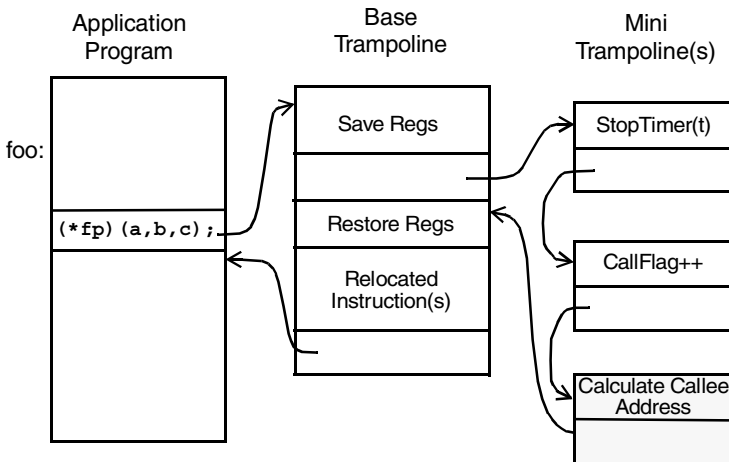 Application
Program
Base
Trampoline
Mini
Trampoline(s)
foo:
(*fp)(a,b,c);
Save Regs
Restore Regs
Relocated
Instruction(s)
StopTimer(t)
CallFlag++
Calculate Callee
Address